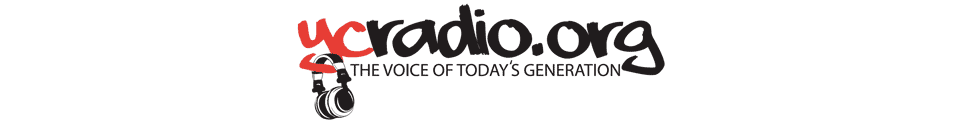 ycradio.org
THE VOICE OF TODAY'S GENERATION